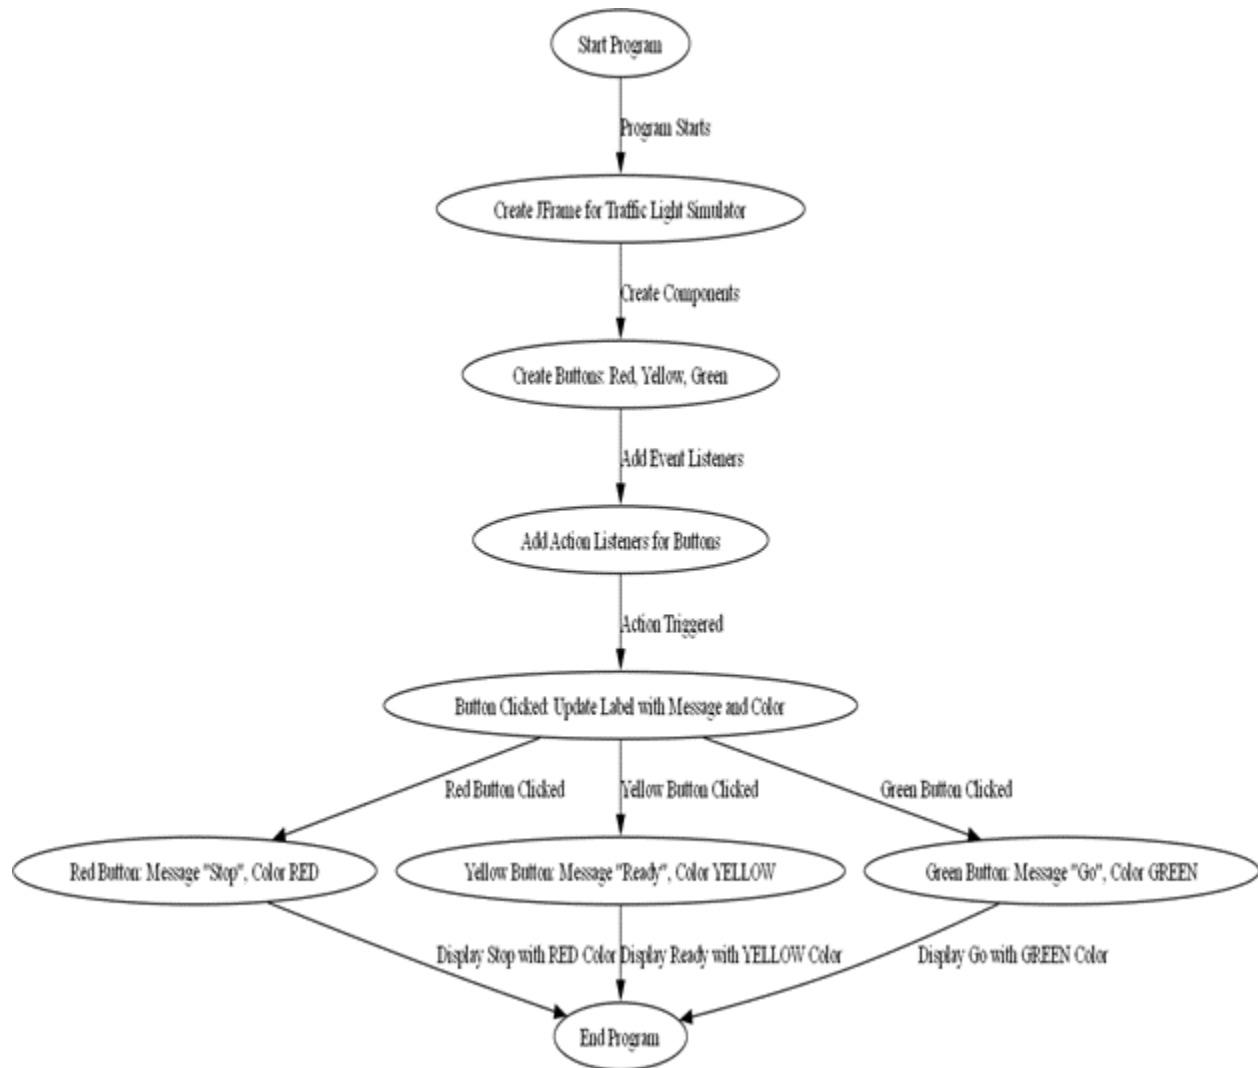 Start Program
Program Starts
Create JFrame for Traffic Light Simulator
Create Components
Create Buttons: Red, Yellow, Green
Add Event Listeners
Add Action Listeners for Buttons
Action Triggered
Button Clicked: Update Label with Message and Color
Red Button Clicked
Yellow Button Clicked
Green Button Clicked
Red Button: Message "Stop", Color RED
Yellow Button: Message "Ready", Color YELLOW
Green Button: Message "Go", Color GREEN
Display Stop with RED Color
Display Ready with YELLOW Color
Display Go with GREEN Color
End Program